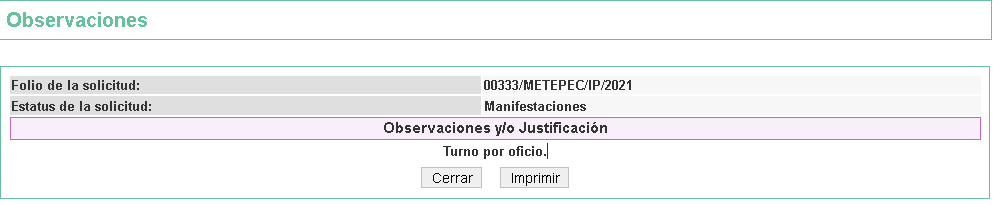 Observaciones
Folio de la solicitud: 00333/METEPEC/IP/2021
Estatus de la solicitud: Manifestaciones
Observaciones y/o Justificación
Turno por oficio.
Cerrar Imprimir